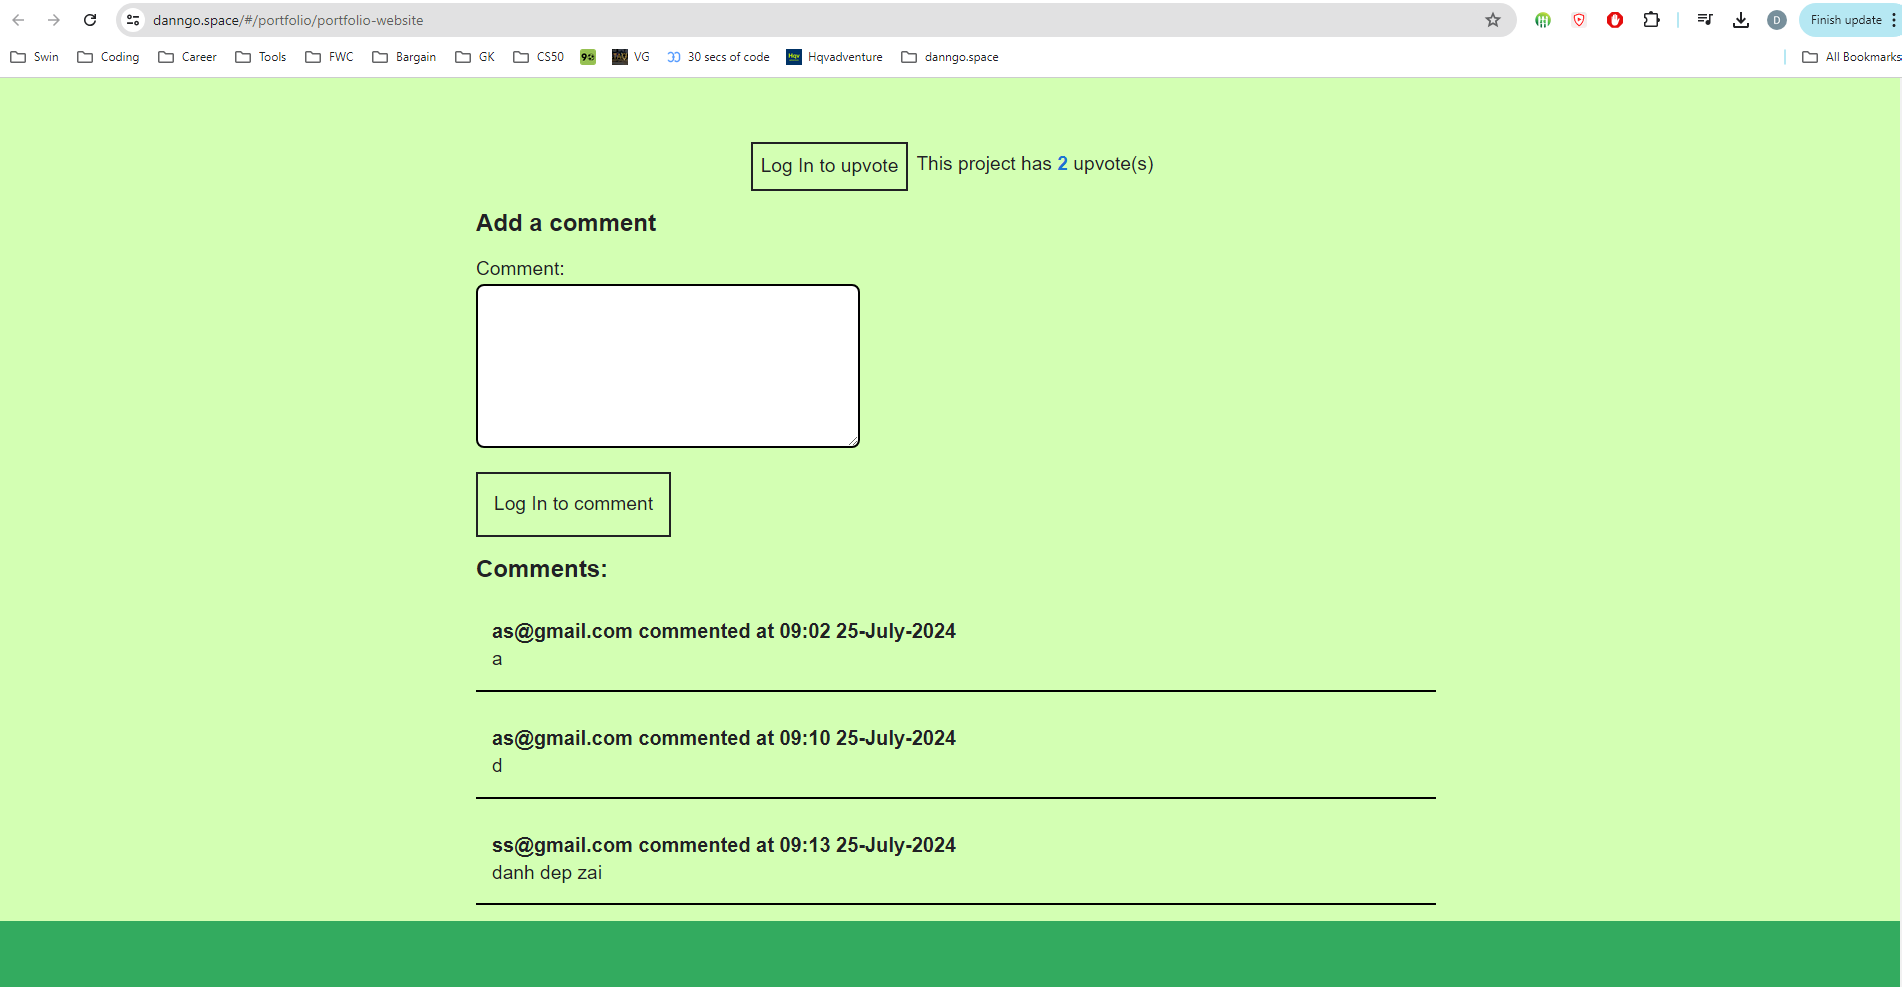 danngo.space/#/portfolio/portfolio-website
D
Finish update
Swin Coding Career Tools FWC Bargain GK CS50 VG 30 secs of code Hqv Hqvadventure danngo.space All Bookmarks
Log In to upvote This project has 2 upvote(s)
Add a comment
Comment:
Log In to comment
Comments:
as@gmail.com commented at 09:02 25-July-2024
a
as@gmail.com commented at 09:10 25-July-2024
d
ss@gmail.com commented at 09:13 25-July-2024
danh dep zai